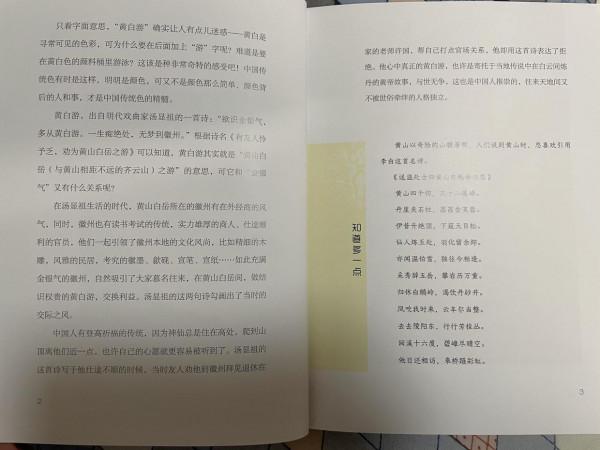 只看字面意思，“黄白游”确实让人有点儿迷惑——黄白是
寻常可见的色彩，可为什么要在后面加上“游”字呢？难道是要
在黄白色的颜料桶里游泳？这该是种非常奇特的感受吧！中国传
统色有时是这样，明明是颜色，可又不是颜色那么简单、颜色背
后的人和事，才是中国传统色的精髓。
黄白游，出自明代戏曲家汤显祖的一首诗：“欲识金银气，
多从黄白游。一生痴绝处，无梦到徽州。”根据诗名《有友人怜
予乏，劝为黄山白岳之游》可以知道，黄白游其实就是“黄山白
岳（与黄山相距不远的齐云山）之游”的意思，可它和“金银
气”又有什么关系呢？
在汤显祖生活的时代，黄山白岳所在的徽州有在外经商的风
气，同时，徽州也有读书考试的传统，实力雄厚的商人、仕途顺
利的官员，他们一起引领了徽州本地的文化风尚，比如精细的木
雕，风雅的民居，考究的徽墨、歙砚、宣笔、宣纸……如此充满
金银气的徽州，自然吸引了大家慕名往来，在黄山白岳间，做结
识权贵的黄白游，交换利益。汤显祖的这两句诗勾画出了当时的
交际之风。
中国人有登高祈福的传统，因为神仙总是住在高处。爬到山
顶离他们近一点，也许自己的心愿就更容易被听到了。汤显祖的
这首诗写于他仕途不顺的时候，当时友人劝他到徽州拜见退休在
2
家的老师许国，帮自己打点官场关系，他却用这首诗表达了拒
绝。他心中真正的黄白游，也许是寄托于当地传说中在白云间炼
丹的黄帝故事，与世无争。这也是中国人推崇的，往来天地间又
不被世俗牵绊的人格独立。
知道多一点
黄山以奇险的山貌著称，人们谈到黄山时，总喜欢引用
李白这首名诗。
《送温处士归黄山白鹅峰旧居》
黄山四千仞，三十二莲峰。
丹崖夹石柱，菡萏金芙蓉。
伊昔升绝顶，下窥天目松。
仙人炼玉处，羽化留余踪。
亦闻温伯雪，独往今相逢。
采秀辞五岳，攀岩历万重。
归休白鹅岭，渴饮丹砂井。
凤吹我时来，云车尔当整。
去去陵阳东，行行芳桂丛。
回溪十六度，碧嶂尽晴空。
他日还相访，乘桥蹑彩虹。
3